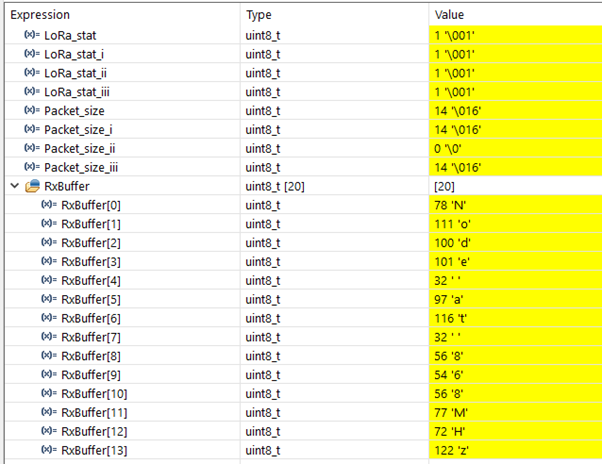 Expression Type Value
(x)= LoRa_stat uint8_t 1 '\001'
(x)= LoRa_stat_i uint8_t 1 '\001'
(x)= LoRa_stat_ii uint8_t 1 '\001'
(x)= LoRa_stat_iii uint8_t 1 '\001'
(x)= Packet_size uint8_t 14 '\016'
(x)= Packet_size_i uint8_t 14 '\016'
(x)= Packet_size_ii uint8_t 0 '\0'
(x)= Packet_size_iii uint8_t 14 '\016'
RxBuffer uint8_t [20] [20]
(x)= RxBuffer[0] uint8_t 78 'N'
(x)= RxBuffer[1] uint8_t 111 'o'
(x)= RxBuffer[2] uint8_t 100 'd'
(x)= RxBuffer[3] uint8_t 101 'e'
(x)= RxBuffer[4] uint8_t 32 ' '
(x)= RxBuffer[5] uint8_t 97 'a'
(x)= RxBuffer[6] uint8_t 116 't'
(x)= RxBuffer[7] uint8_t 32 ' '
(x)= RxBuffer[8] uint8_t 56 '8'
(x)= RxBuffer[9] uint8_t 54 '6'
(x)= RxBuffer[10] uint8_t 56 '8'
(x)= RxBuffer[11] uint8_t 77 'M'
(x)= RxBuffer[12] uint8_t 72 'H'
(x)= RxBuffer[13] uint8_t 122 'z'